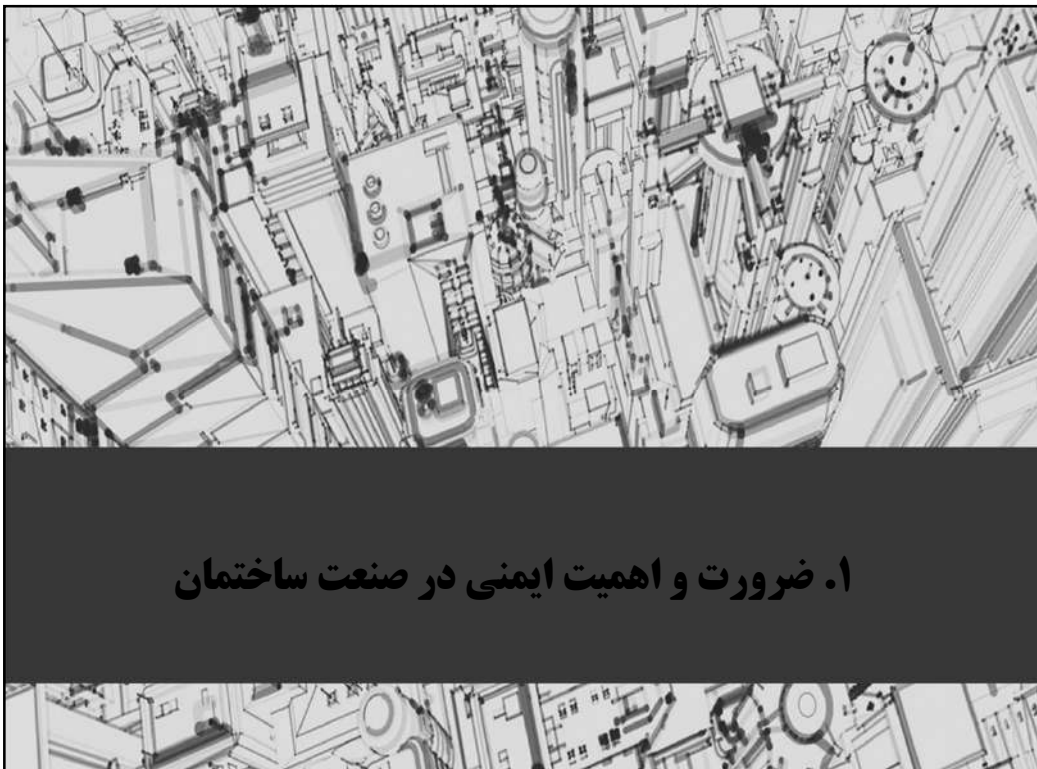 ۱. ضرورت و اهمیت ایمنی در صنعت ساختمان